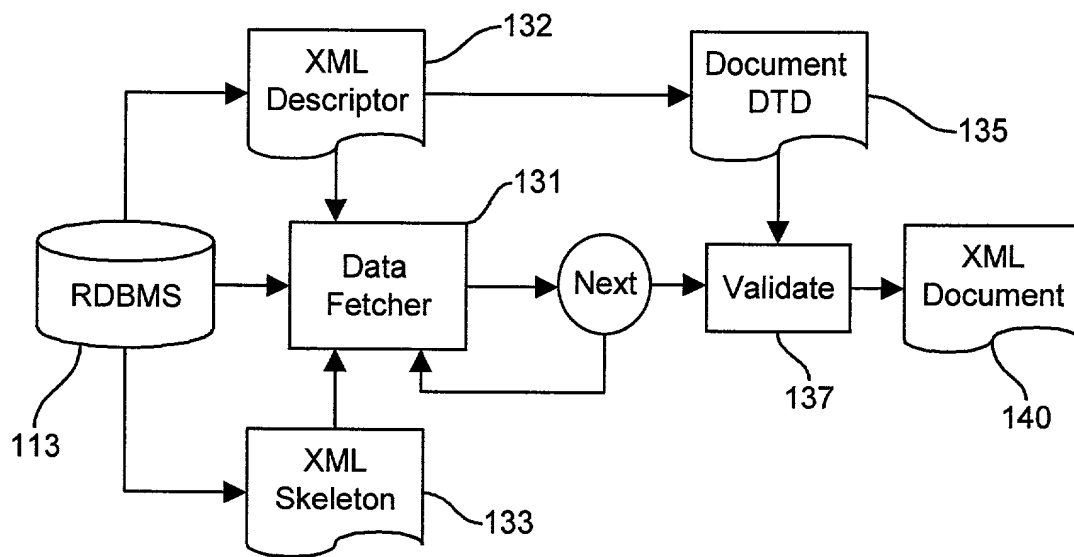 132
XML
Descriptor
Document
DTD
135
131
RDBMS
Data
Fetcher
Next
Validate
XML
Document
113
137
140
XML
Skeleton
133